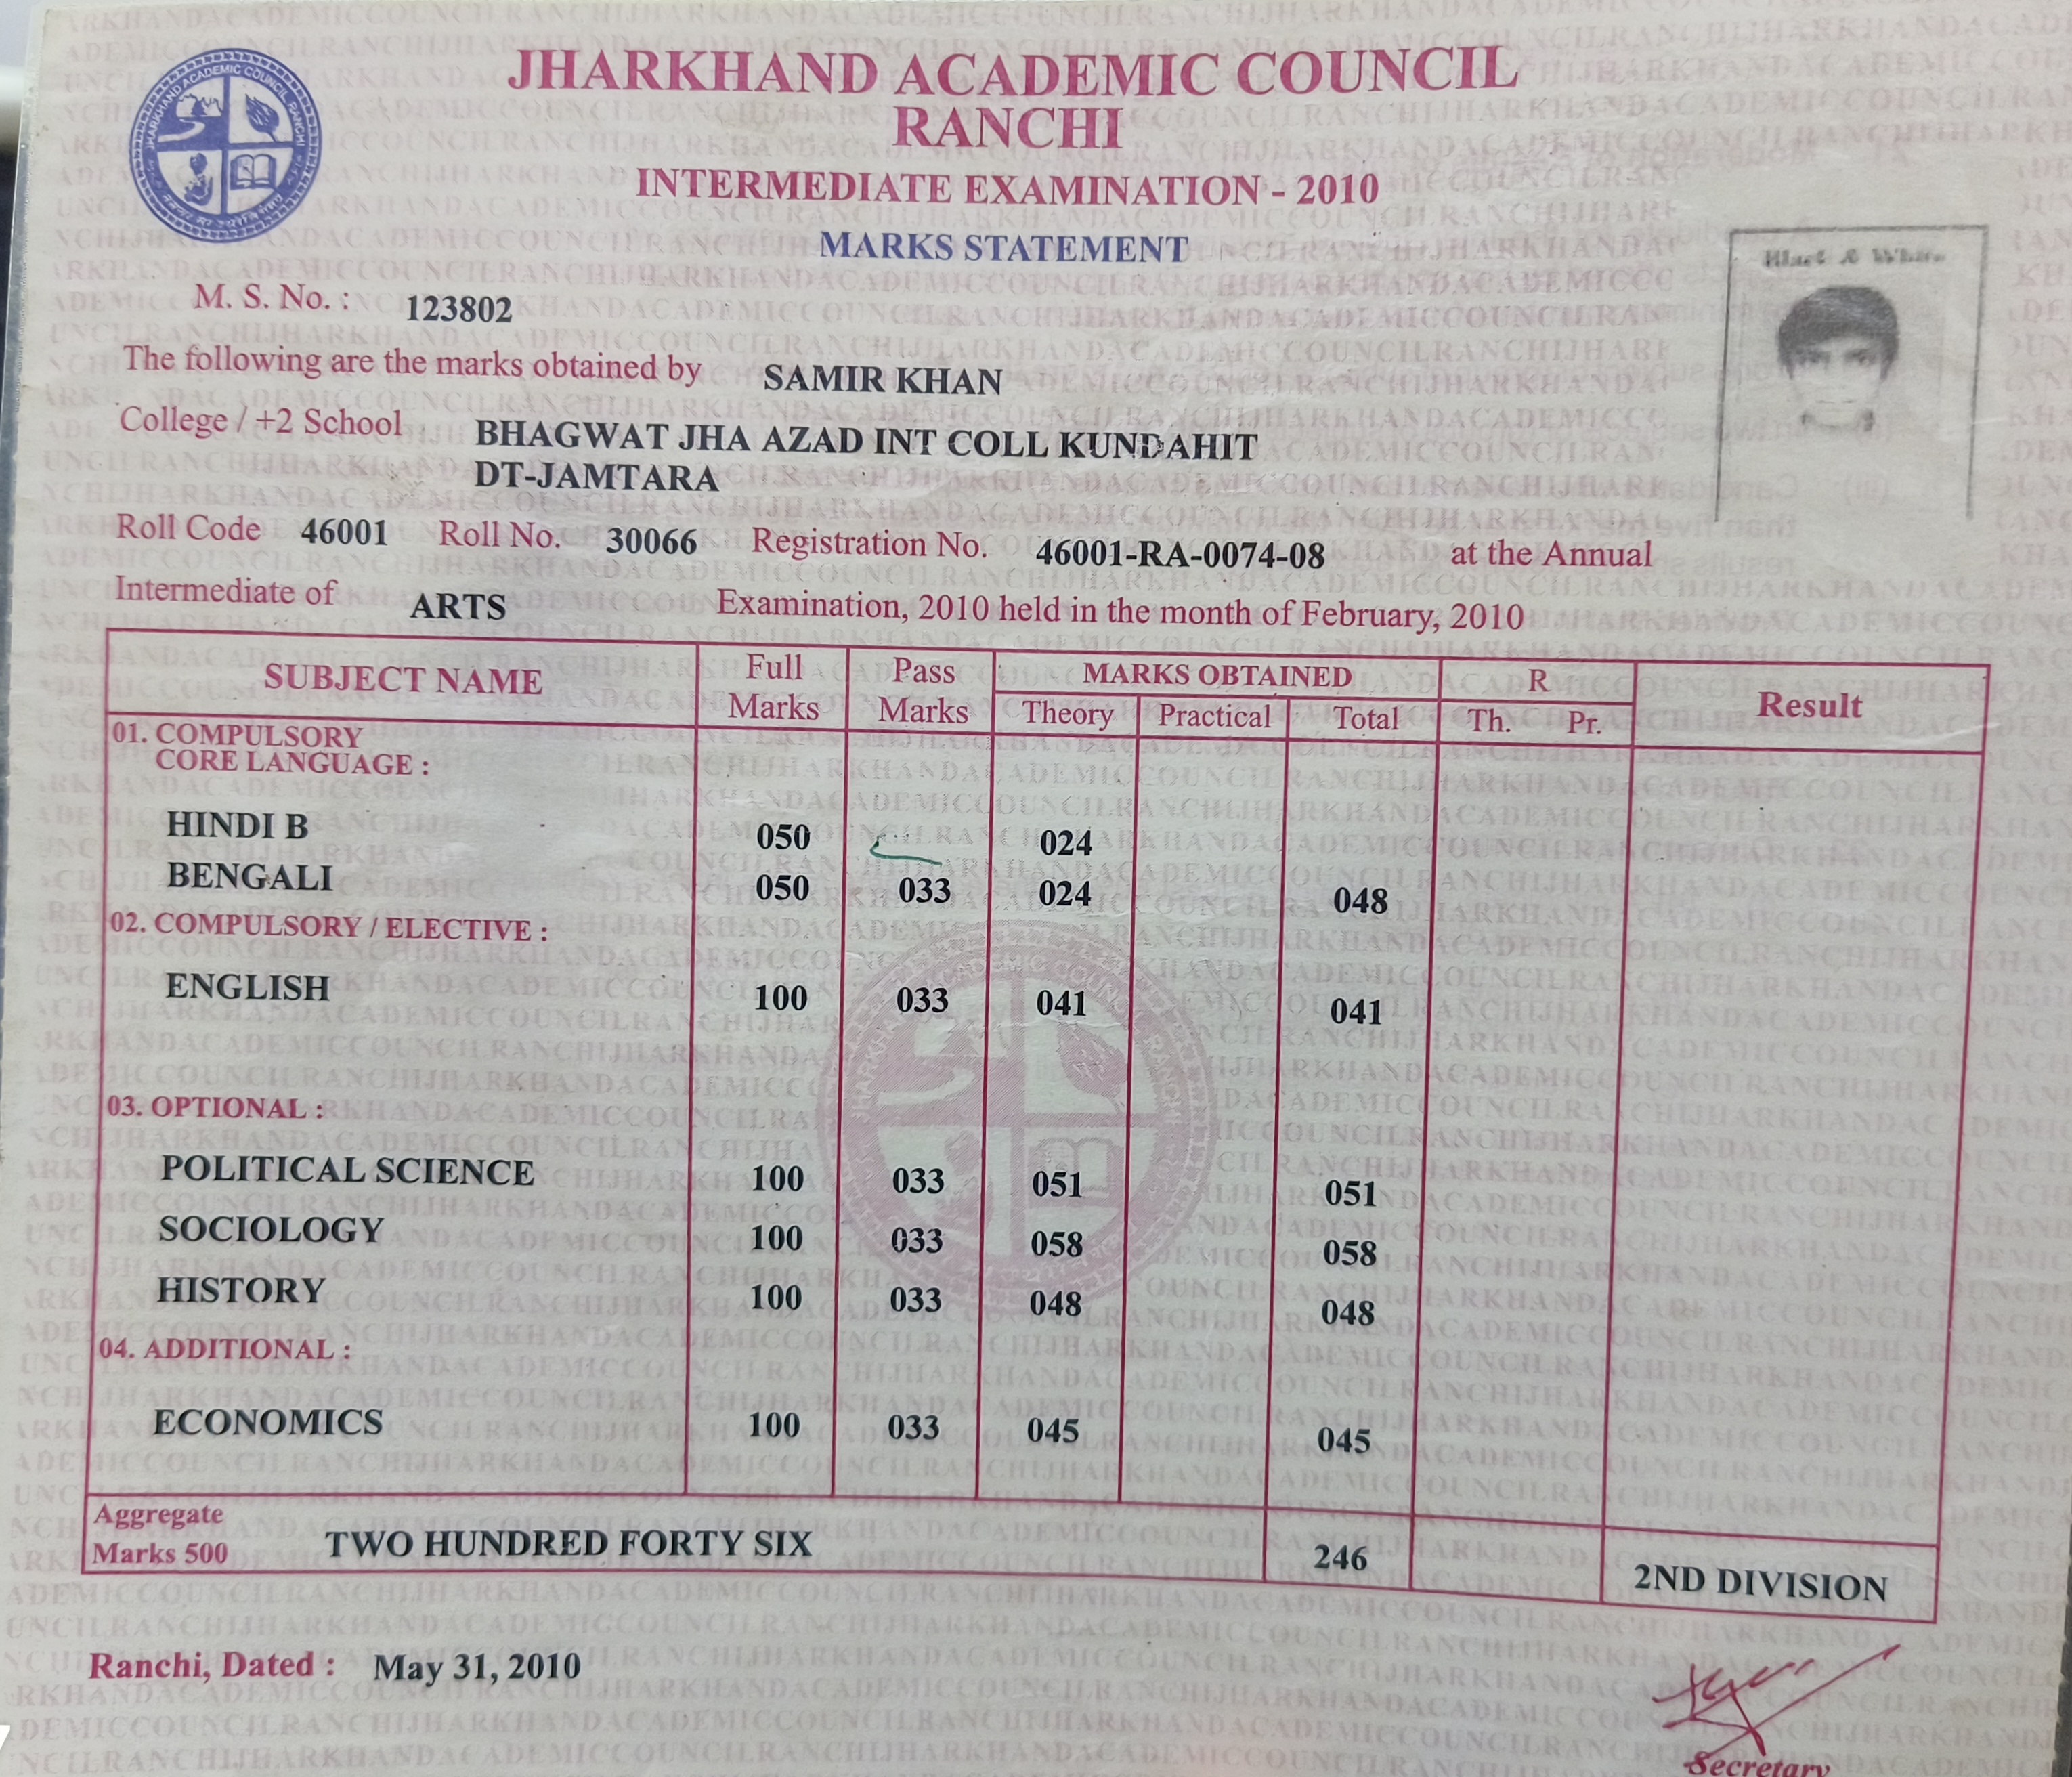 JHARKHAND ACADEMIC COUNCIL
RANCHI
INTERMEDIATE EXAMINATION - 2010
MARKS STATEMENT
Black & White
M. S. No. : 123802
The following are the marks obtained by SAMIR KHAN
College / +2 School : BHAGWAT JHA AZAD INT COLL KUNDAHIT
DT-JAMTARA
Roll Code 46001 Roll No. 30066 Registration No. 46001-RA-0074-08 at the Annual
Intermediate of ARTS Examination, 2010 held in the month of February, 2010
SUBJECT NAME Full Marks Pass Marks MARKS OBTAINED R Result
Theory Practical Total Th. Pr.
01. COMPULSORY
CORE LANGUAGE :
HINDI B 050 024
BENGALI 050 033 024 048
02. COMPULSORY / ELECTIVE :
ENGLISH 100 033 041 041
03. OPTIONAL :
POLITICAL SCIENCE 100 033 051 051
SOCIOLOGY 100 033 058 058
HISTORY 100 033 048 048
04. ADDITIONAL :
ECONOMICS 100 033 045 045
Aggregate
Marks 500 TWO HUNDRED FORTY SIX 246 2ND DIVISION
Ranchi, Dated : May 31, 2010
Secretary